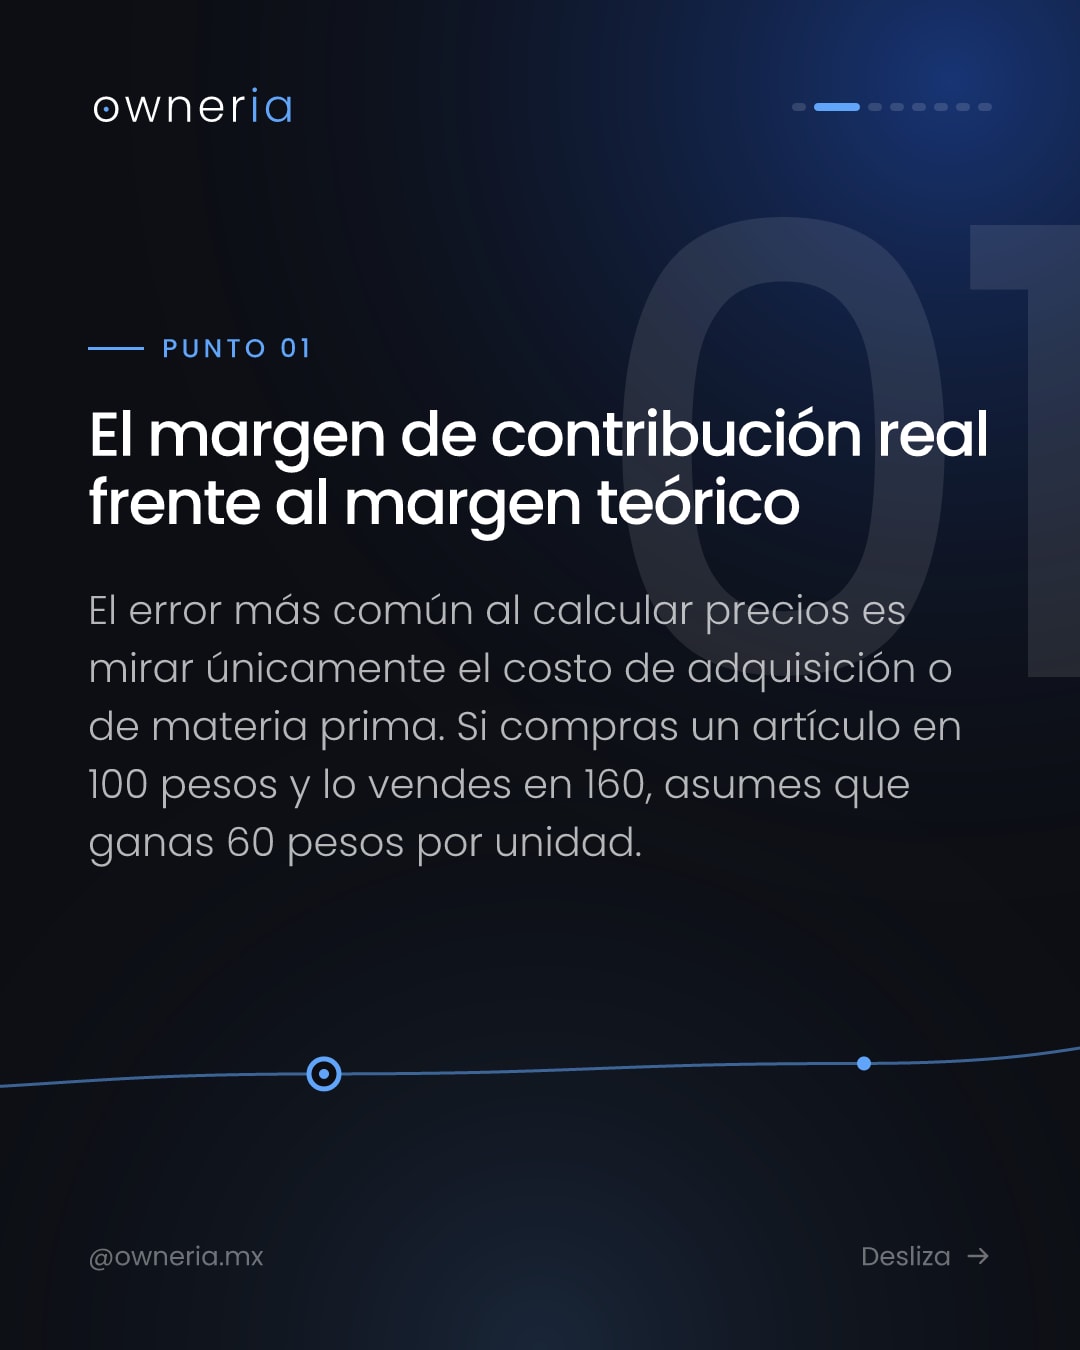 owneria
01
PUNTO 01
El margen de contribución real
frente al margen teórico
El error más común al calcular precios es
mirar únicamente el costo de adquisición o
de materia prima. Si compras un artículo en
100 pesos y lo vendes en 160, asumes que
ganas 60 pesos por unidad.
@owneria.mx
Desliza →